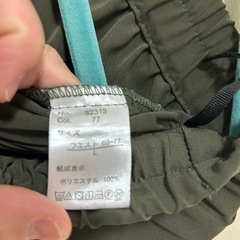 No. 32313
Col. 77
サイズ
ウエスト 69-77
L
組成表示
ポリエステル 100%